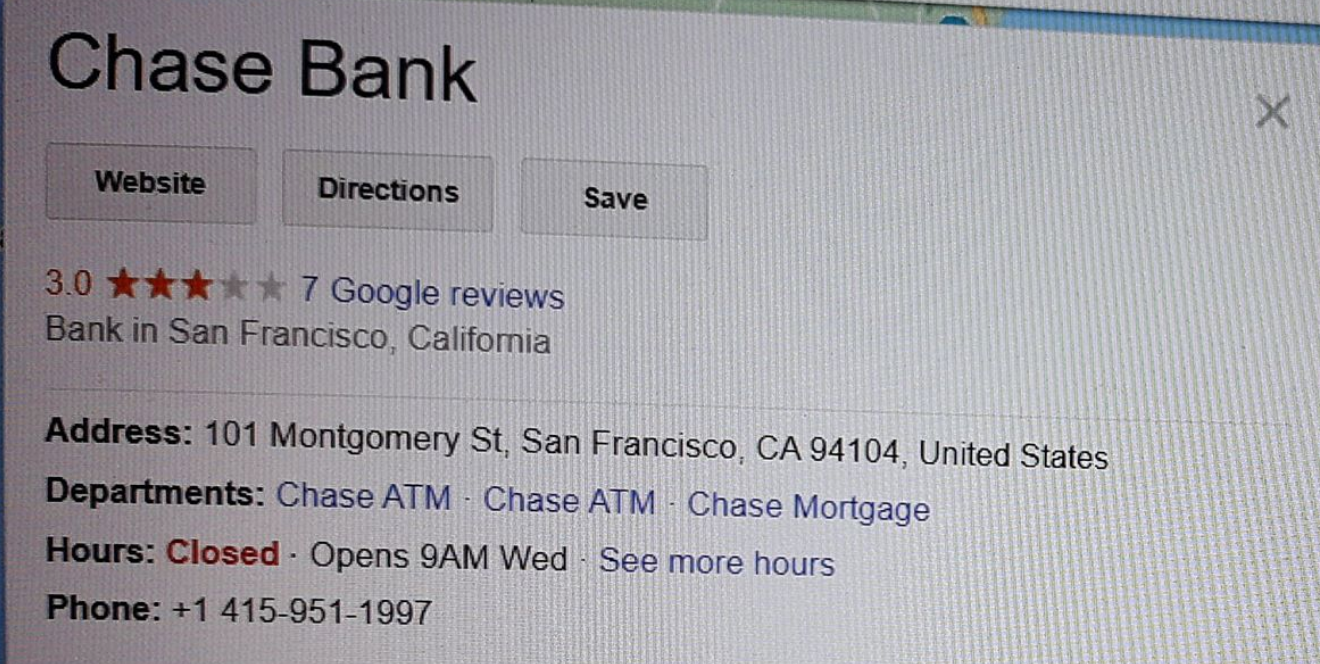 Chase Bank
Website Directions Save
3.0 7 Google reviews
Bank in San Francisco, California
Address: 101 Montgomery St, San Francisco, CA 94104, United States
Departments: Chase ATM · Chase ATM · Chase Mortgage
Hours: Closed · Opens 9AM Wed · See more hours
Phone: +1 415-951-1997